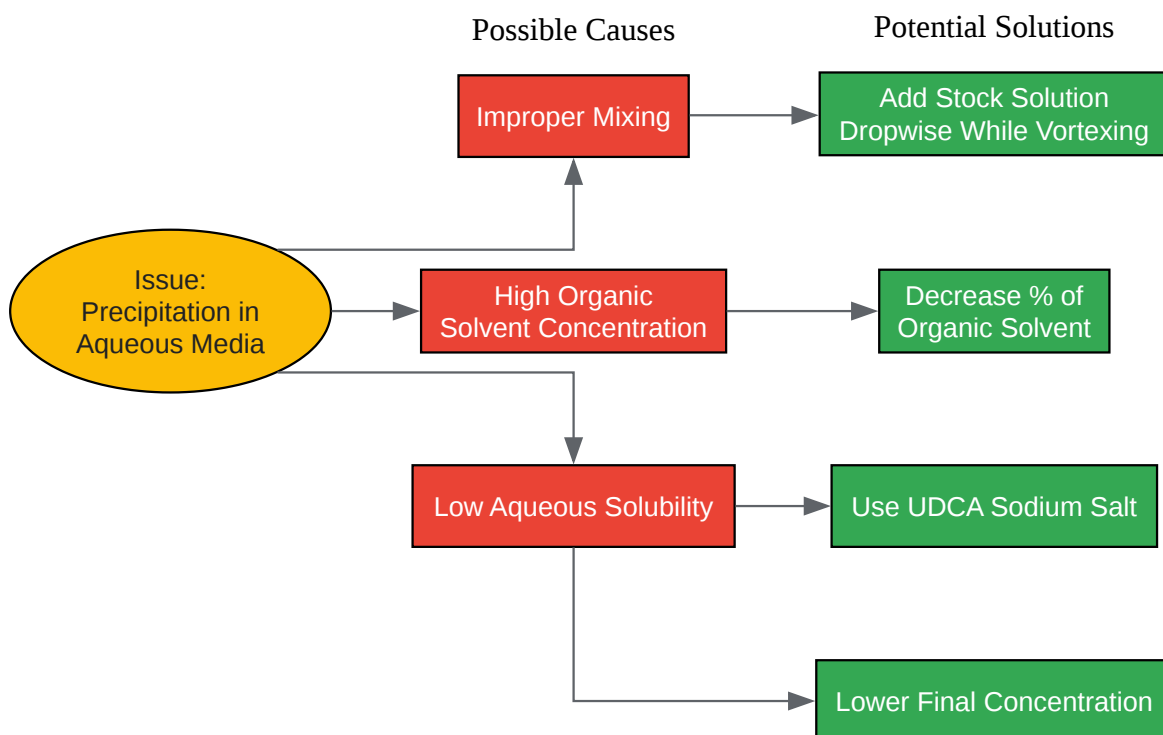 Possible Causes
Potential Solutions
Improper Mixing
Add Stock Solution
Dropwise While Vortexing
Issue:
Precipitation in
Aqueous Media
High Organic
Solvent Concentration
Decrease % of
Organic Solvent
Low Aqueous Solubility
Use UDCA Sodium Salt
Lower Final Concentration